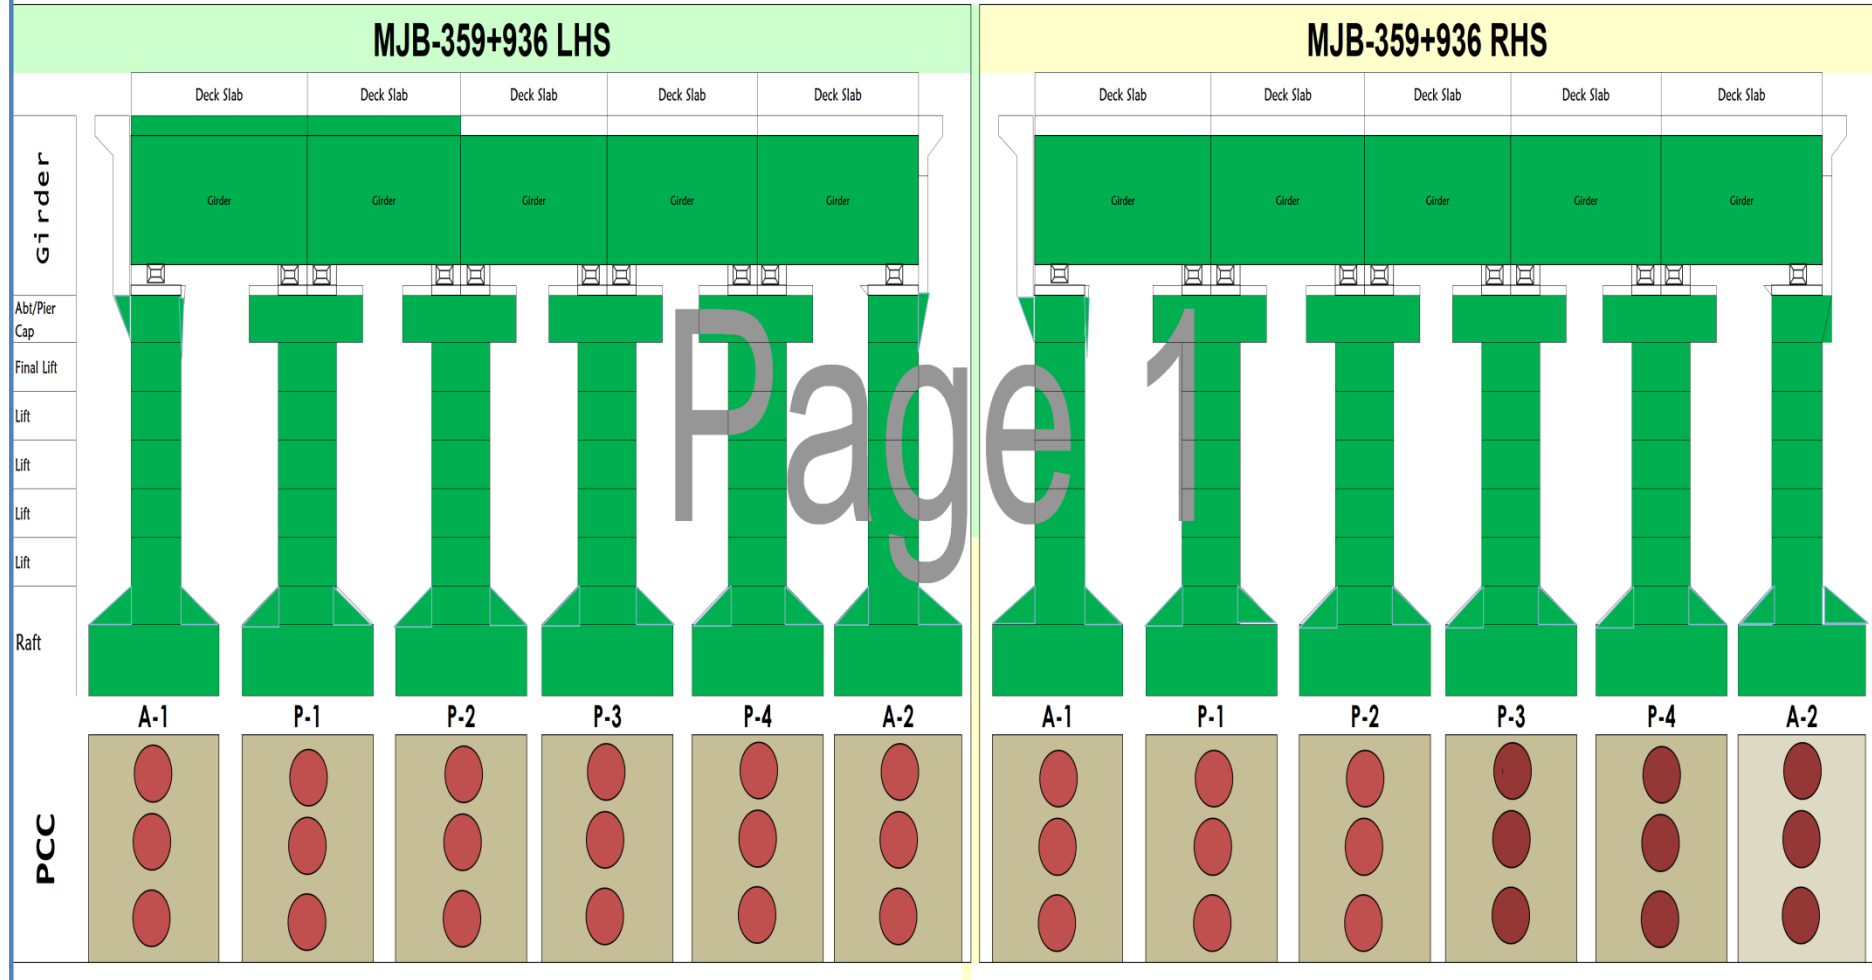 MJB-359+936 LHS
MJB-359+936 RHS
Deck Slab Deck Slab Deck Slab Deck Slab Deck Slab
Deck Slab Deck Slab Deck Slab Deck Slab Deck Slab
Girder
Girder Girder Girder Girder Girder
Girder Girder Girder Girder Girder
Abt/Pier
Cap
Final Lift
Lift
Lift
Lift
Lift
Raft
Page 1
A-1 P-1 P-2 P-3 P-4 A-2
A-1 P-1 P-2 P-3 P-4 A-2
PCC